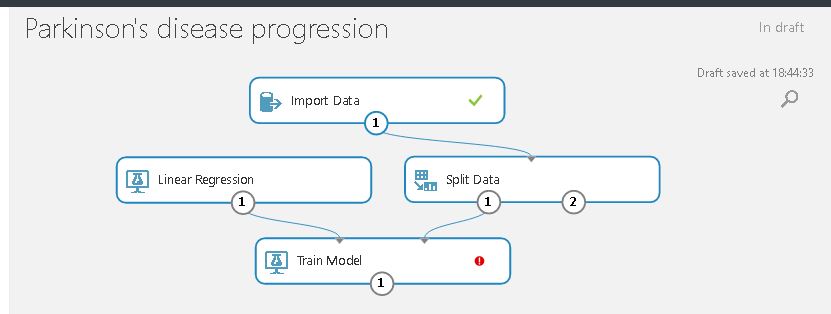 Parkinson's disease progression
In draft
Draft saved at 18:44:33
Import Data
1
Linear Regression
1
Split Data
1
2
Train Model
1